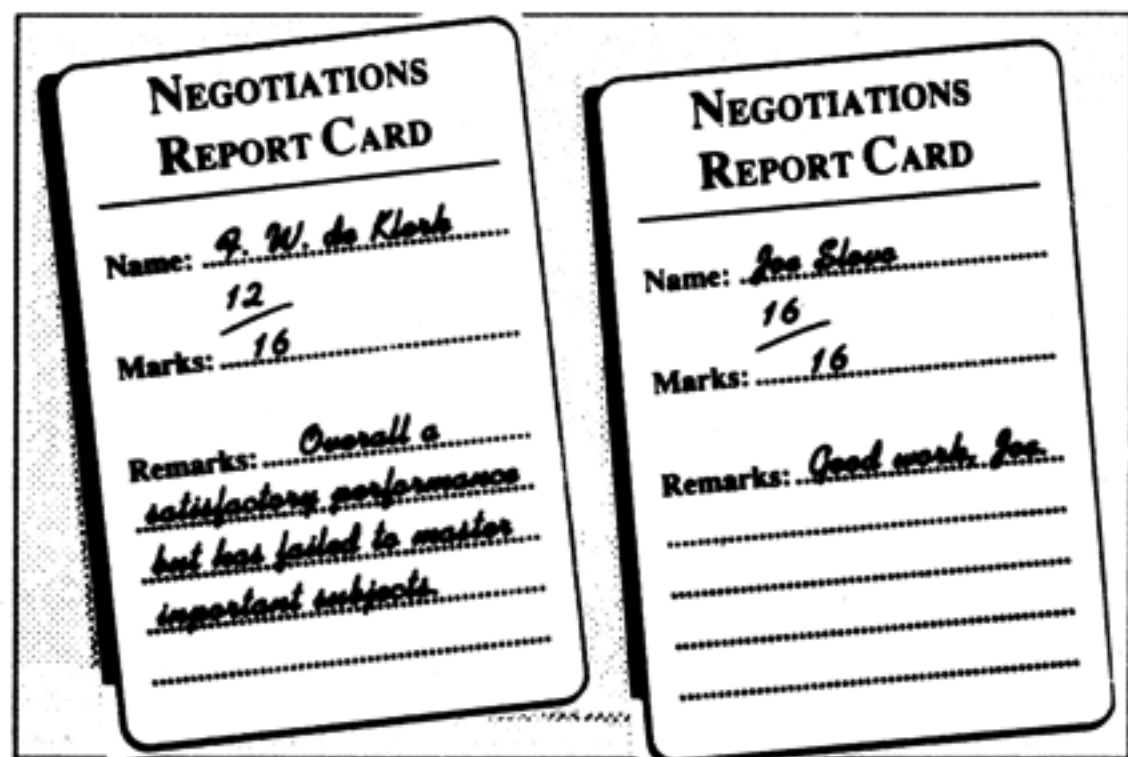 NEGOTIATIONS
REPORT CARD
Name: F. W. de Klerk
12
Marks: 16
Remarks: Overall a
satisfactory performance
but has failed to master
important subjects.
NEGOTIATIONS
REPORT CARD
Name: Joe Slovo
16
Marks: 16
Remarks: Good work, Joe.